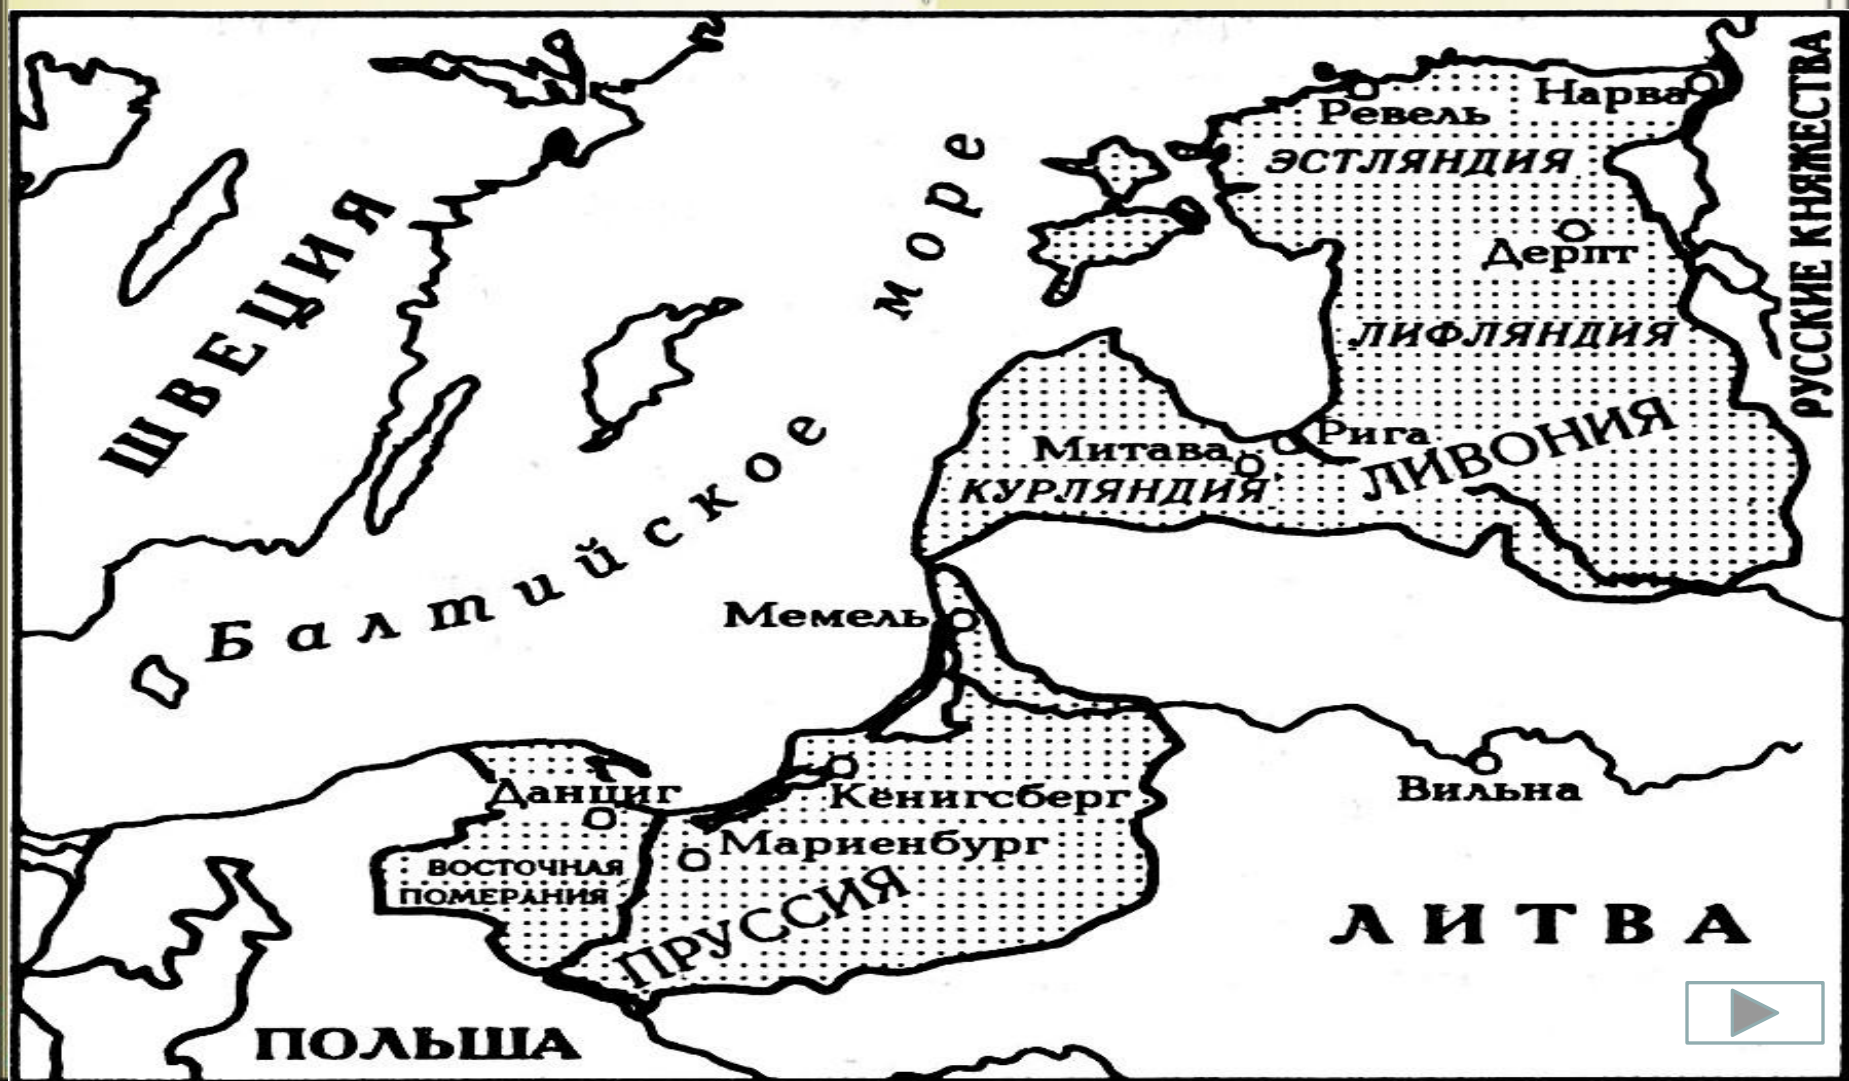 РУССКИЕ КНЯЖЕСТВА
Нарва
Ревель
ЭСТЛЯНДИЯ
Дерпт
ШВЕЦИЯ
Балтийское море
ЛИФЛЯНДИЯ
Рига
Митава
ЛИВОНИЯ
КУРЛЯНДИЯ
Мемель
Вильна
Данциг
Кёнигсберг
Мариенбург
ВОСТОЧНАЯ
ПОМЕРАНИЯ
ПРУССИЯ
ЛИТВА
ПОЛЬША